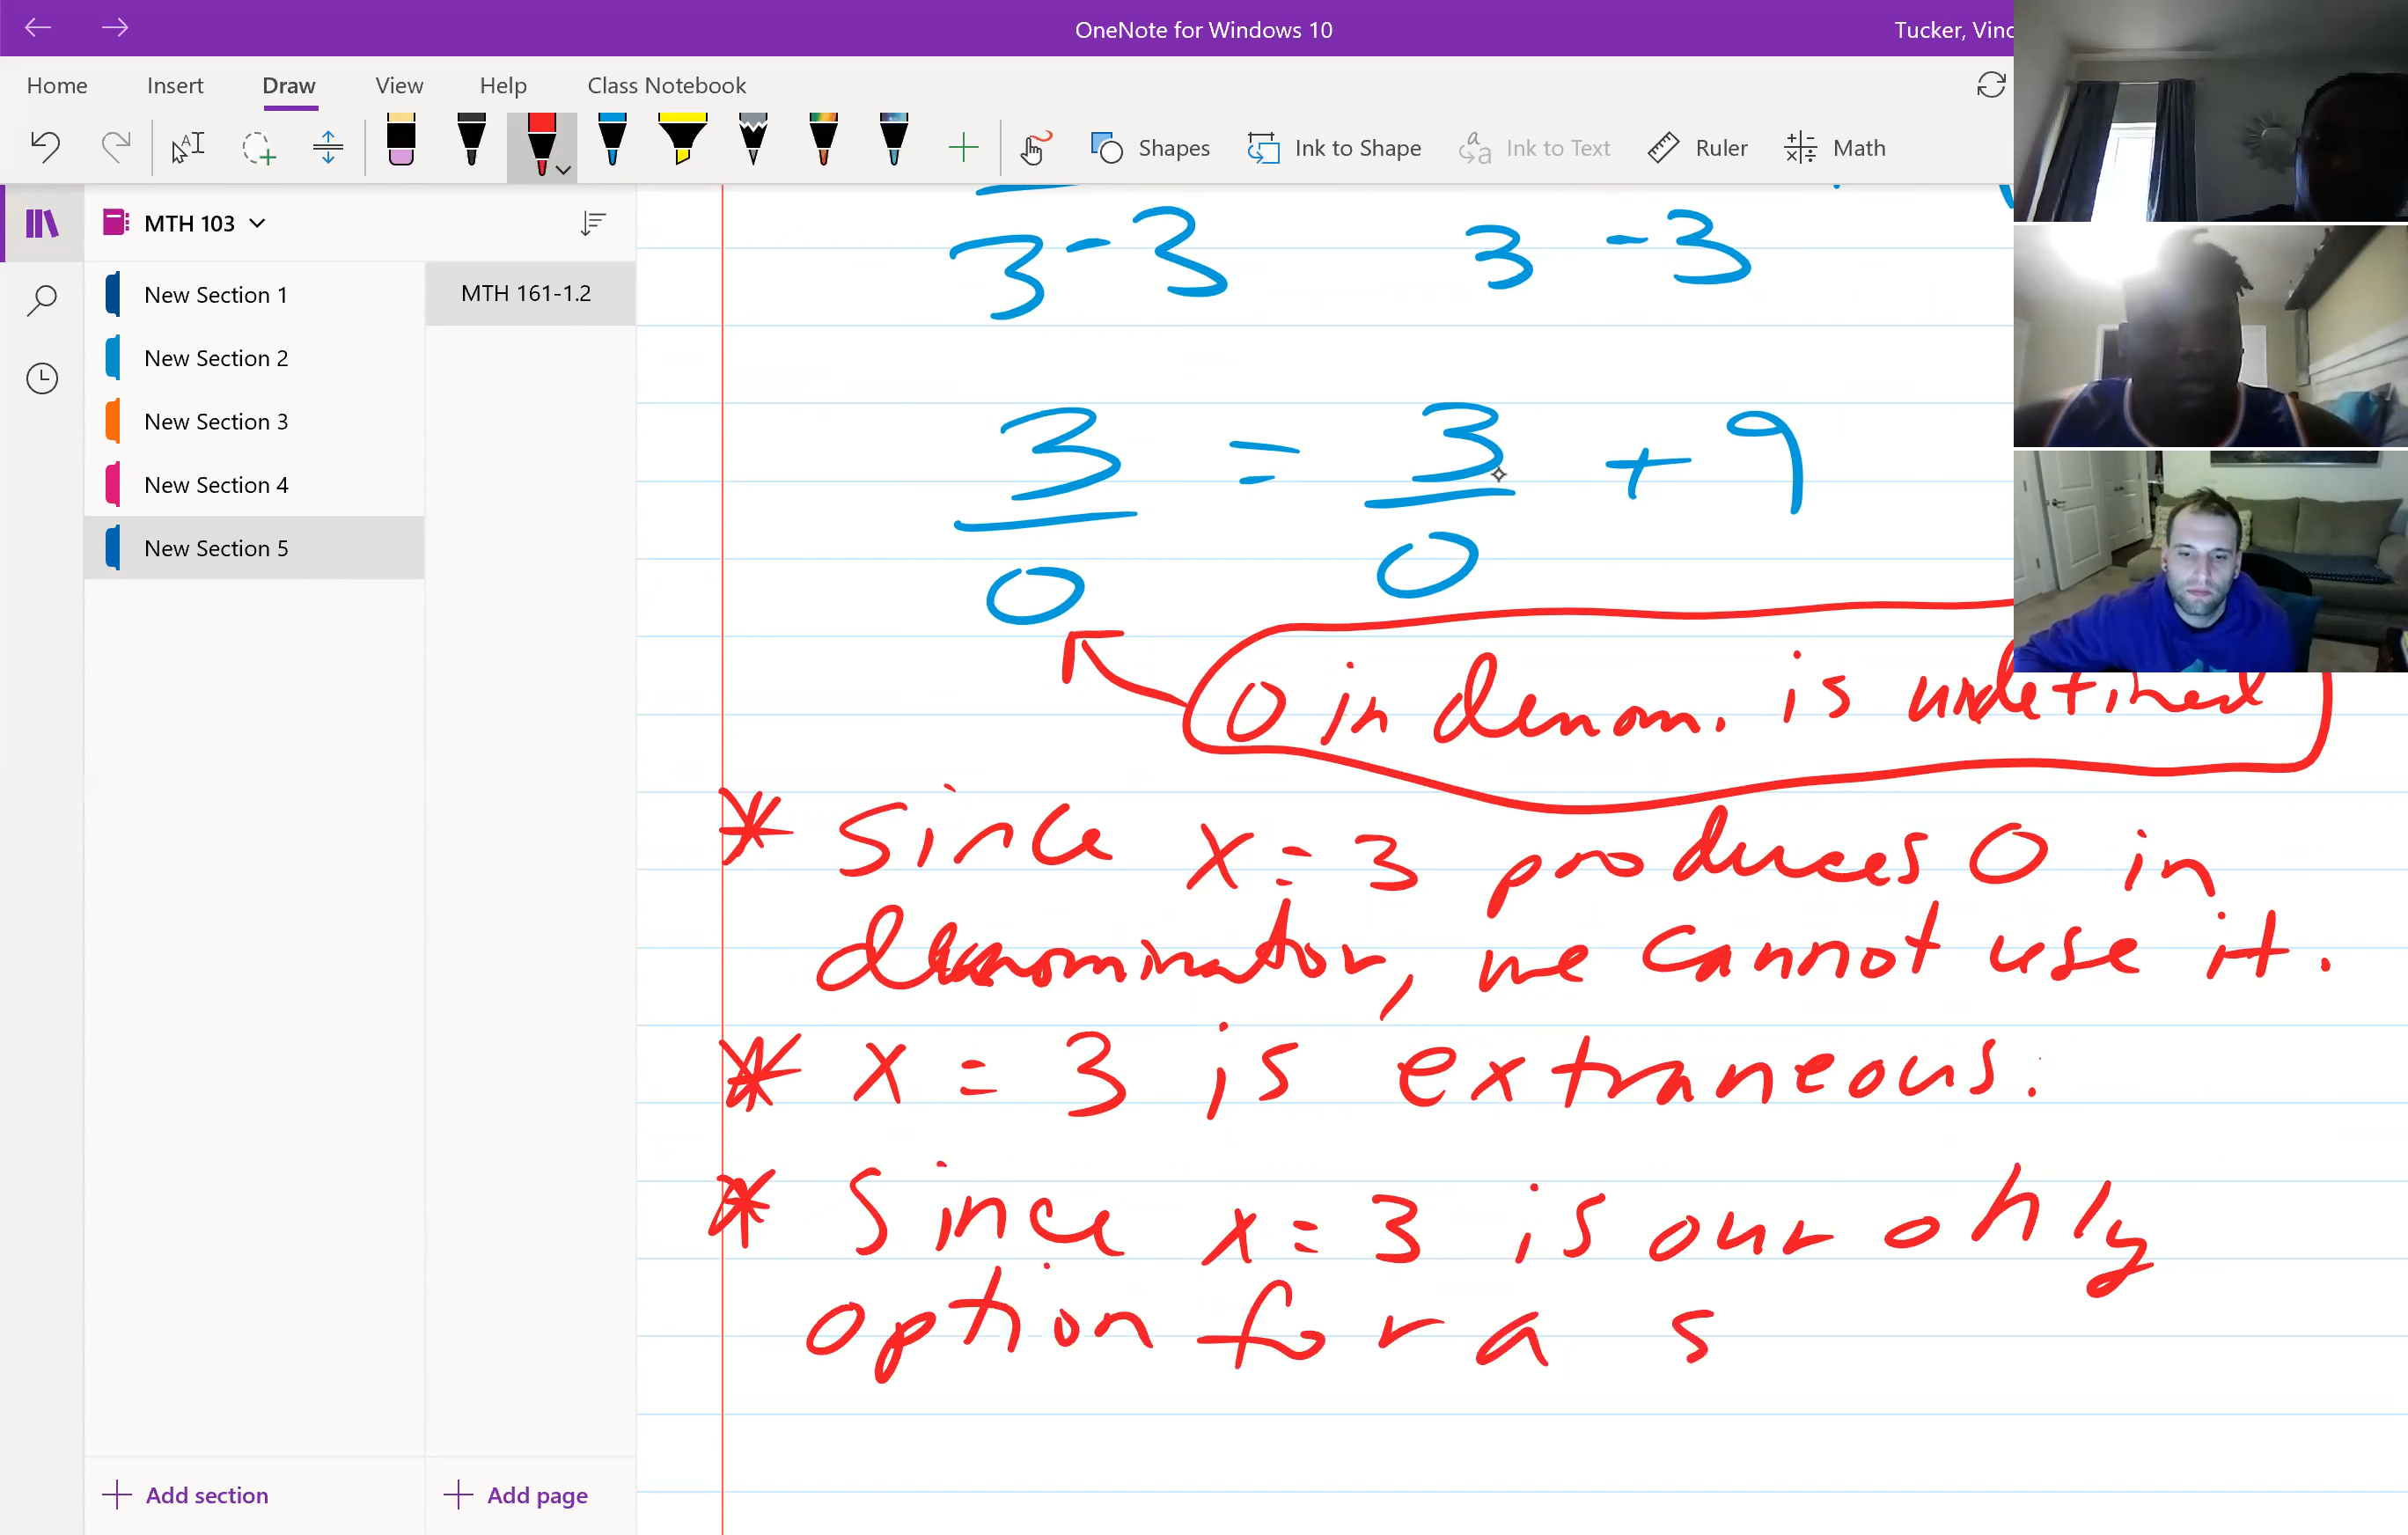 OneNote for Windows 10
Tucker, Vinc
Home Insert Draw View Help Class Notebook
Shapes Ink to Shape Ink to Text Ruler Math
MTH 103
New Section 1
New Section 2
New Section 3
New Section 4
New Section 5
MTH 161-1.2
3 - 3 3 - 3
3/0 = 3/0 + 9
0 in denom. is undefined
* Since x = 3 produces 0 in
denominator, we cannot use it.
* x = 3 is extraneous.
* Since x = 3 is our only
option for a s
Add section
Add page